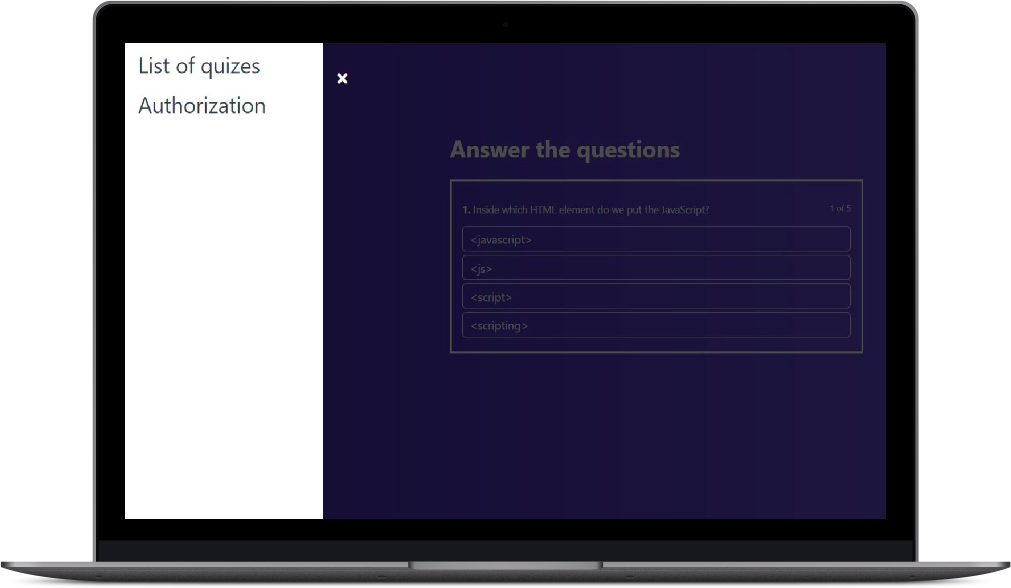 List of quizes
Authorization
Answer the questions
1. Inside which HTML element do we put the JavaScript?
1 of 5
<javascript>
<js>
<script>
<scripting>